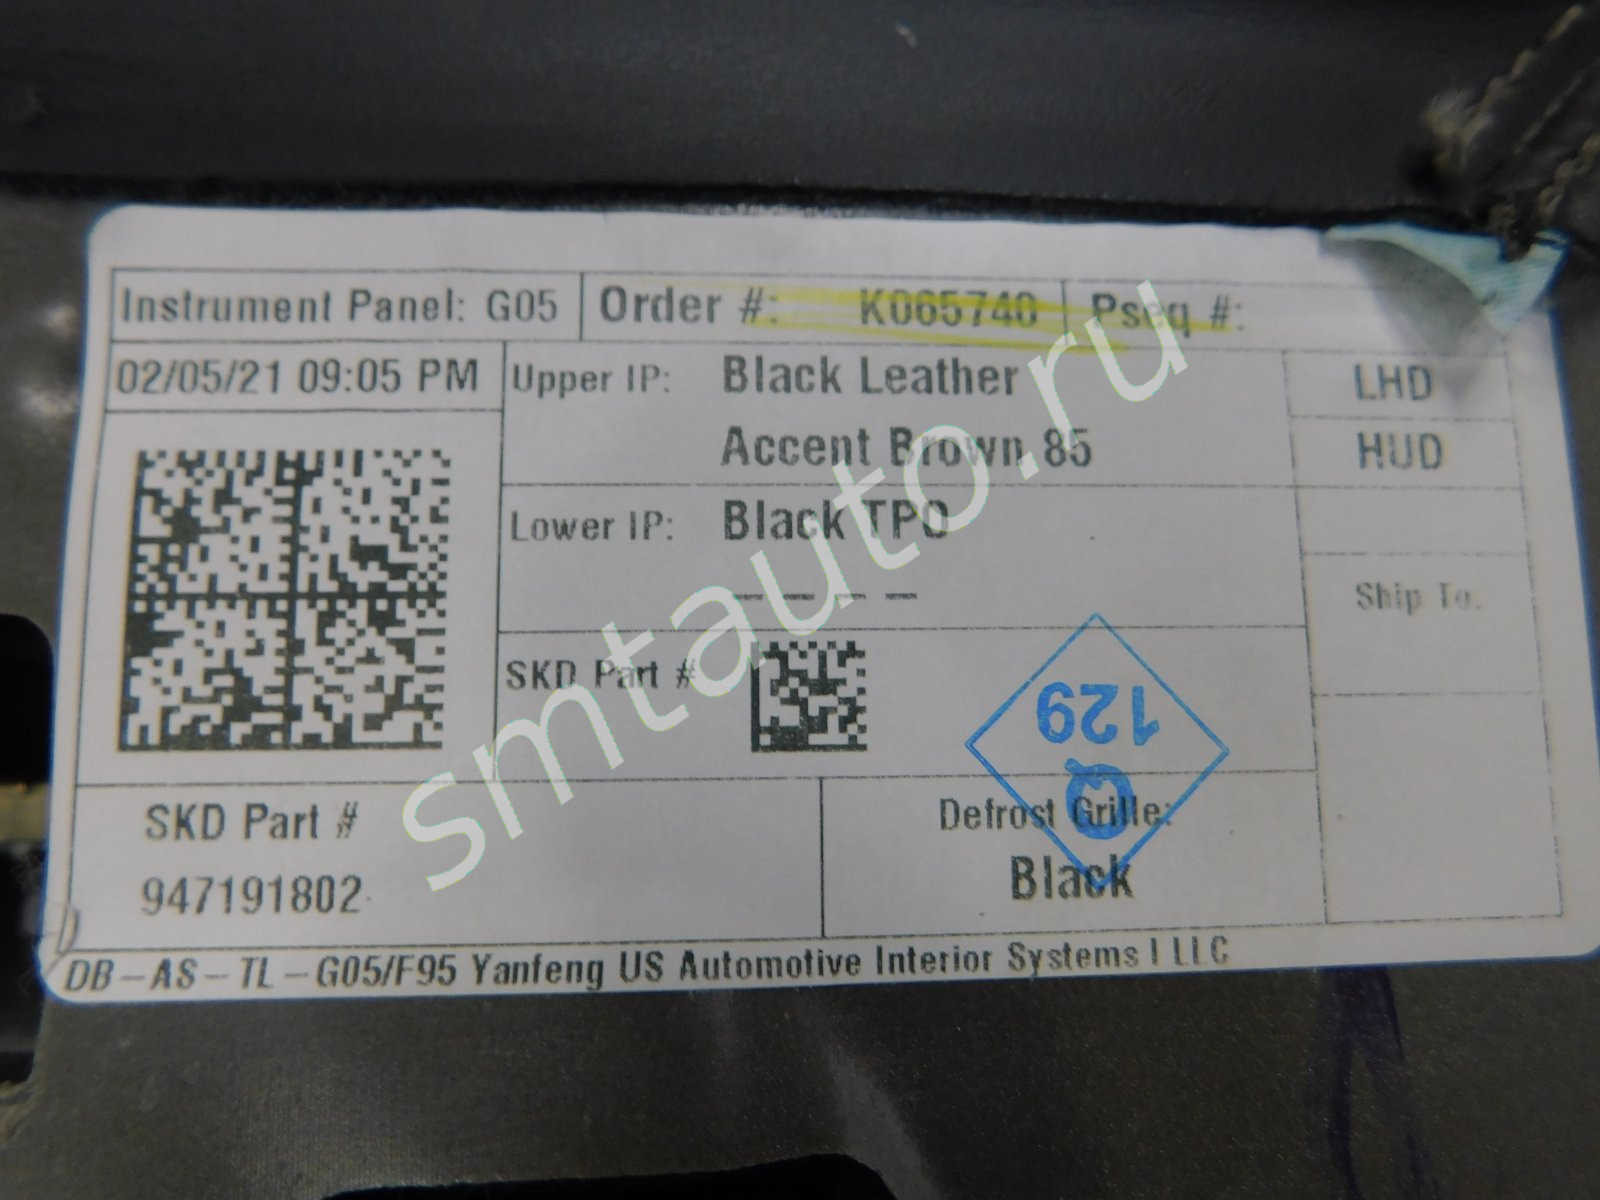 Instrument Panel: G05 Order #: K065740 Pseq #:
02/05/21 09:05 PM Upper IP: Black Leather LHD
Accent Brown 85 HUD
Lower IP: Black TPO
– – – –
Ship To:
SKD Part #
129
Q
SKD Part # Defrost Grille:
947191802 Black
DB-AS-TL-G05/F95 Yanfeng US Automotive Interior Systems I LLC
smtauto.ru